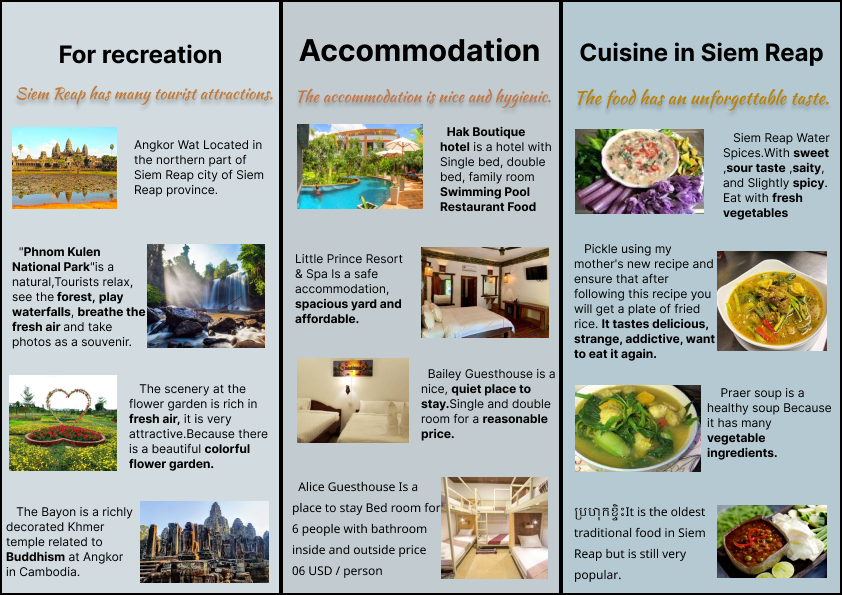 For recreation
Siem Reap has many tourist attractions.
Angkor Wat Located in
the northern part of
Siem Reap city of Siem
Reap province.
"Phnom Kulen
National Park"is a
natural,Tourists relax,
see the forest, play
waterfalls, breathe the
fresh air and take
photos as a souvenir.
The scenery at the
flower garden is rich in
fresh air, it is very
attractive.Because there
is a beautiful colorful
flower garden.
The Bayon is a richly
decorated Khmer
temple related to
Buddhism at Angkor
in Cambodia.
Accommodation
The accommodation is nice and hygienic.
Hak Boutique
hotel is a hotel with
Single bed, double
bed, family room
Swimming Pool
Restaurant Food
Little Prince Resort
& Spa Is a safe
accommodation,
spacious yard and
affordable.
Bailey Guesthouse is a
nice, quiet place to
stay.Single and double
room for a reasonable
price.
Alice Guesthouse Is a
place to stay Bed room for
6 people with bathroom
inside and outside price
06 USD / person
Cuisine in Siem Reap
The food has an unforgettable taste.
Siem Reap Water
Spices.With sweet
,sour taste ,saity,
and Slightly spicy.
Eat with fresh
vegetables
Pickle using my
mother's new recipe and
ensure that after
following this recipe you
will get a plate of fried
rice. It tastes delicious,
strange, addictive, want
to eat it again.
Praer soup is a
healthy soup Because
it has many
vegetable
ingredients.
ប្រហុកខ្ទិះIt is the oldest
traditional food in Siem
Reap but is still very
popular.